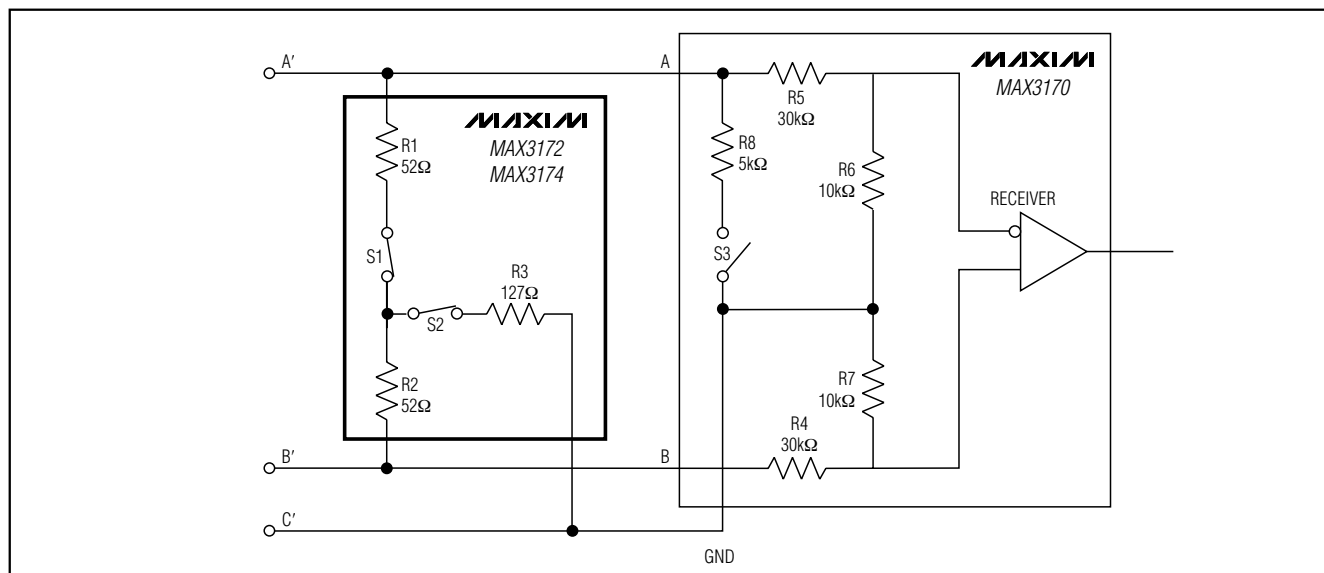 A′
A
MAXIM
MAX3170
R5
30kΩ
MAXIM
MAX3172
MAX3174
R1
52Ω
R8
5kΩ
R6
10kΩ
RECEIVER
S1
S3
R3
127Ω
S2
R2
52Ω
R7
10kΩ
R4
30kΩ
B′
B
C′
GND